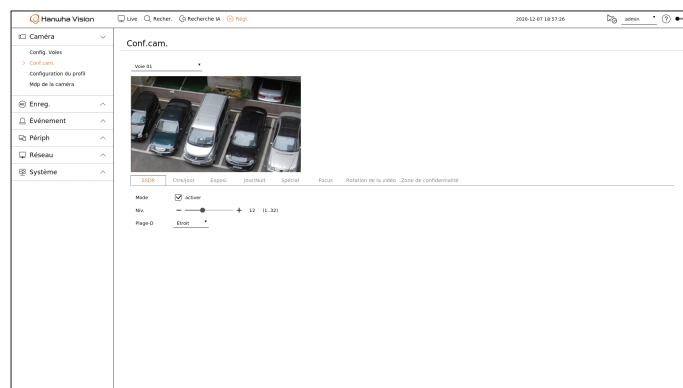 Hanwha Vision
Live Recher. Recherche IA Régl. 2020-12-07 18:57:26 admin ?
Caméra
Config. Voies
> Conf.cam.
Configuration du profil
Mdp de la caméra
Enreg.
Événement
Périph
Réseau
Système
Conf.cam.
Voie 01
SSDR Ctre/jour Exposi. Jour/Nuit Spécial Focus Rotation de la vidéo Zone de confidentialité
Mode activer
Niv. 12 (1..32)
Plage-D Etroit